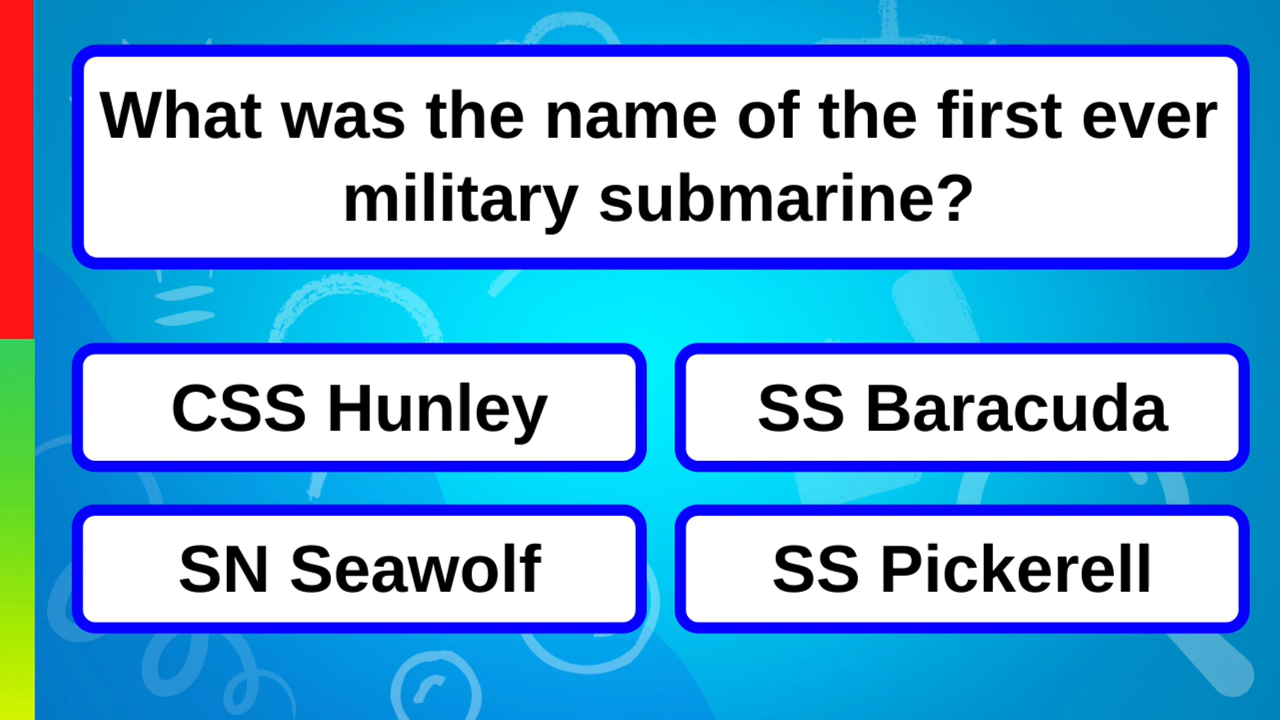 What was the name of the first ever
military submarine?
CSS Hunley
SS Baracuda
SN Seawolf
SS Pickerell